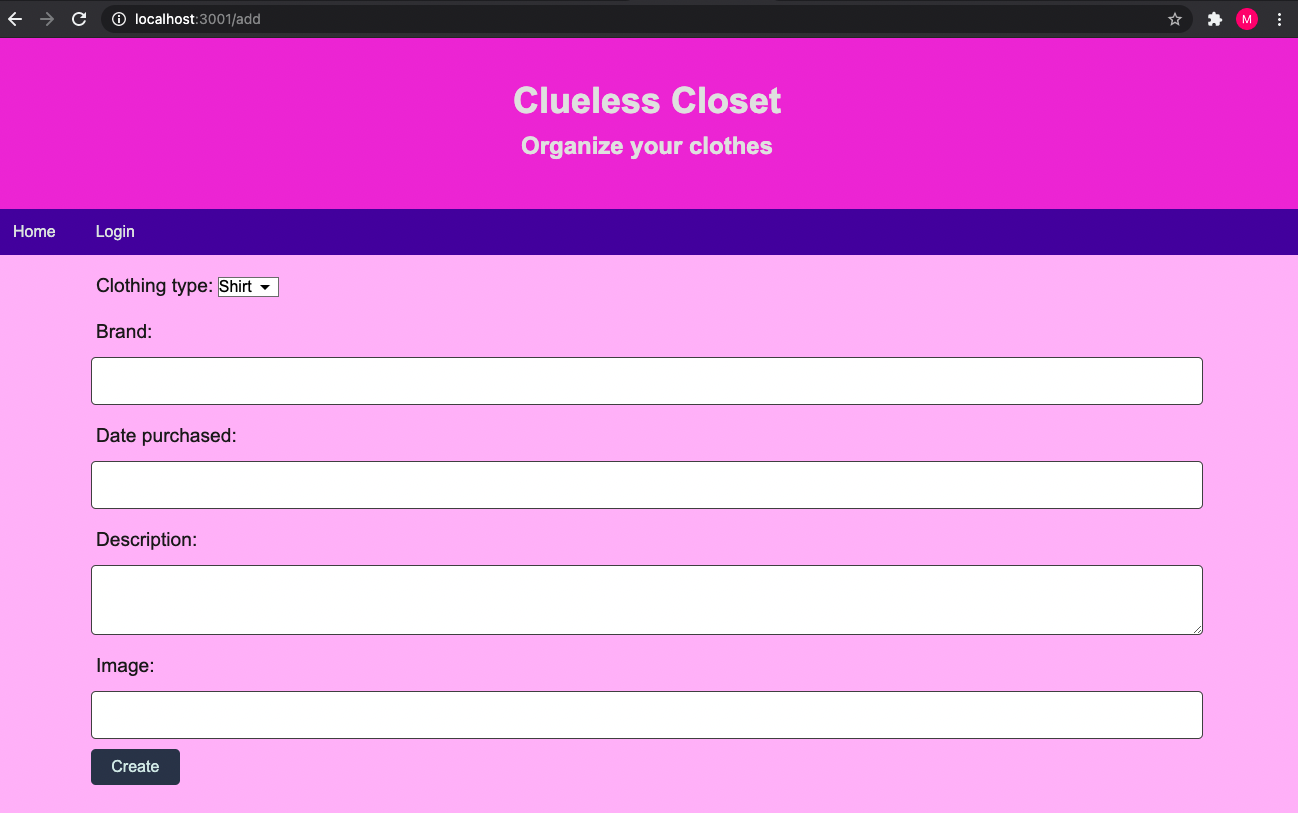 localhost:3001/add
M
Clueless Closet
Organize your clothes
Home Login
Clothing type: Shirt
Brand:
Date purchased:
Description:
Image:
Create